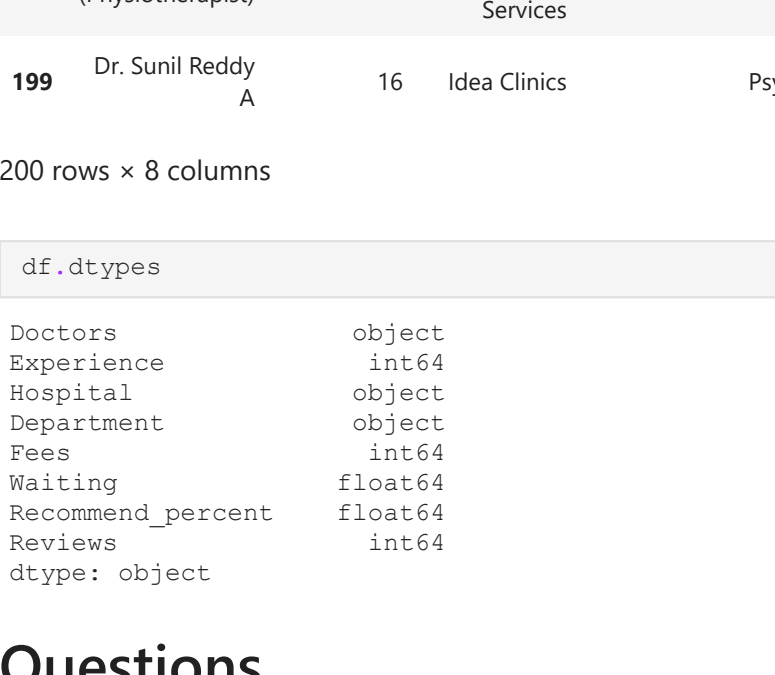 (Physiotherapist)
Services
199 Dr. Sunil Reddy A 16 Idea Clinics
200 rows × 8 columns
df.dtypes
Doctors object
Experience int64
Hospital object
Department object
Fees int64
Waiting float64
Recommend_percent float64
Reviews int64
dtype: object
Questions